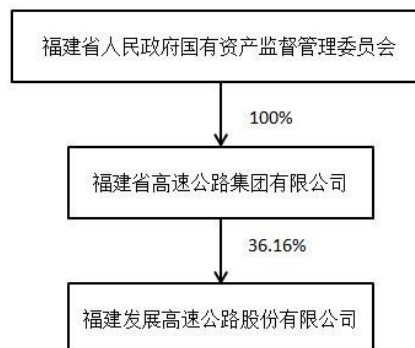 福建省人民政府国有资产监督管理委员会
100%
福建省高速公路集团有限公司
36.16%
福建发展高速公路股份有限公司